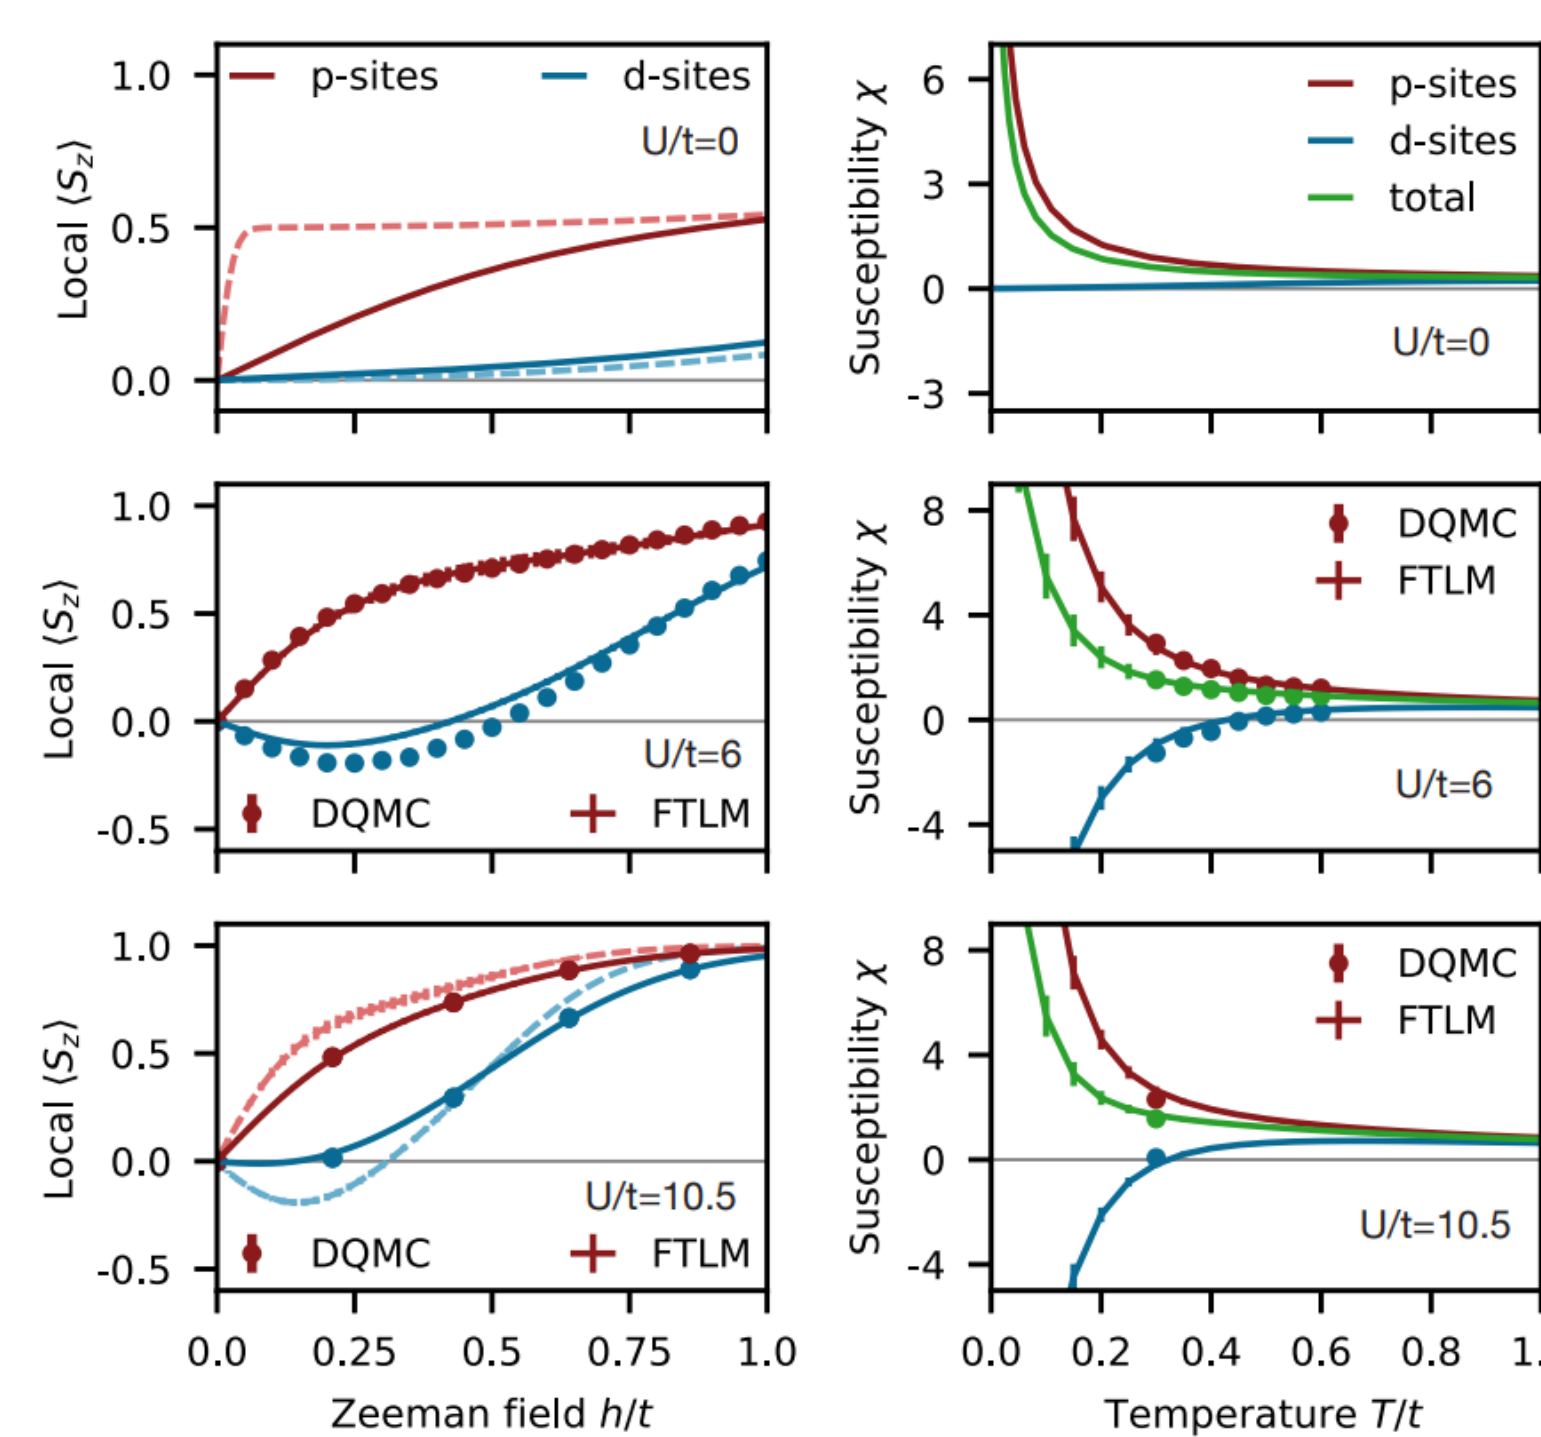 1.0
0.5
0.0
Local ⟨Sz⟩
p-sites
d-sites
U/t=0
6
3
0
-3
Susceptibility χ
p-sites
d-sites
total
U/t=0
1.0
0.5
0.0
-0.5
Local ⟨Sz⟩
U/t=6
DQMC
FTLM
8
4
0
-4
Susceptibility χ
DQMC
FTLM
U/t=6
1.0
0.5
0.0
-0.5
Local ⟨Sz⟩
U/t=10.5
DQMC
FTLM
0.0 0.25 0.5 0.75 1.0
Zeeman field h/t
8
4
0
-4
Susceptibility χ
DQMC
FTLM
U/t=10.5
0.0 0.2 0.4 0.6 0.8 1.
Temperature T/t